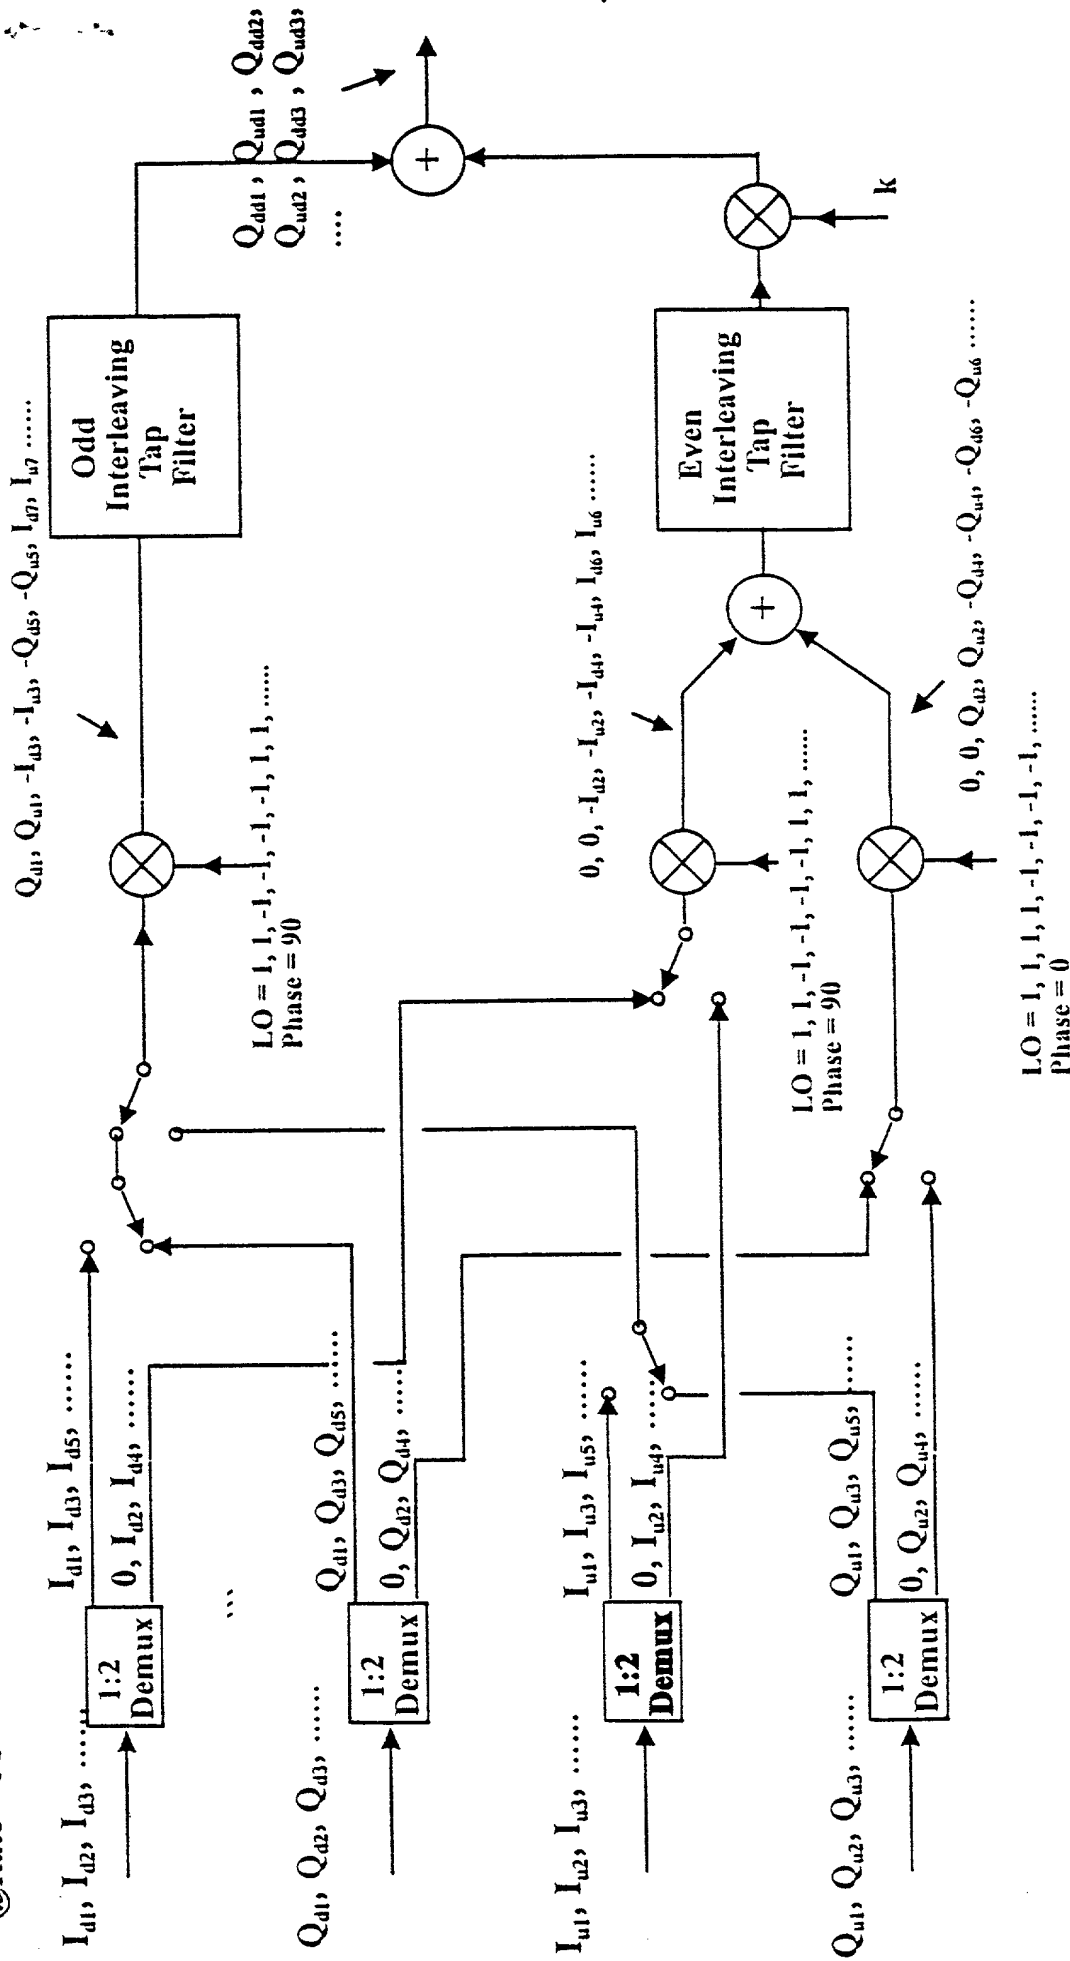 I_d1, I_d2, I_d3, ......
1:2
Demux
I_d1, I_d3, I_d5, ......
0, I_d2, I_d4, ......
...
Q_d1, Q_d2, Q_d3, ......
1:2
Demux
Q_d1, Q_d3, Q_d5, ......
0, Q_d2, Q_d4, ......
I_u1, I_u2, I_u3, ......
1:2
Demux
I_u1, I_u3, I_u5, ......
0, I_u2, I_u4, ......
Q_u1, Q_u2, Q_u3, ......
1:2
Demux
Q_u1, Q_u3, Q_u5, ......
0, Q_u2, Q_u4, ......
Q_d1, Q_u1, -I_d3, -I_u3, -Q_d5, -Q_u5, I_d7, I_u7 ......
LO = 1, 1, -1, -1, -1, -1, 1, 1, ......
Phase = 90
Odd
Interleaving
Tap
Filter
0, 0, -I_d2, -I_u2, -I_d4, -I_u4, I_d6, I_u6 ......
LO = 1, 1, -1, -1, -1, -1, 1, 1, ......
Phase = 90
+
0, 0, Q_d2, Q_u2, -Q_d4, -Q_u4, -Q_d6, -Q_u6 ......
LO = 1, 1, 1, 1, -1, -1, -1, -1, ......
Phase = 0
Even
Interleaving
Tap
Filter
k
+
Q_dd1, Q_ud1, Q_dd2,
Q_ud2, Q_dd3, Q_ud3,
....